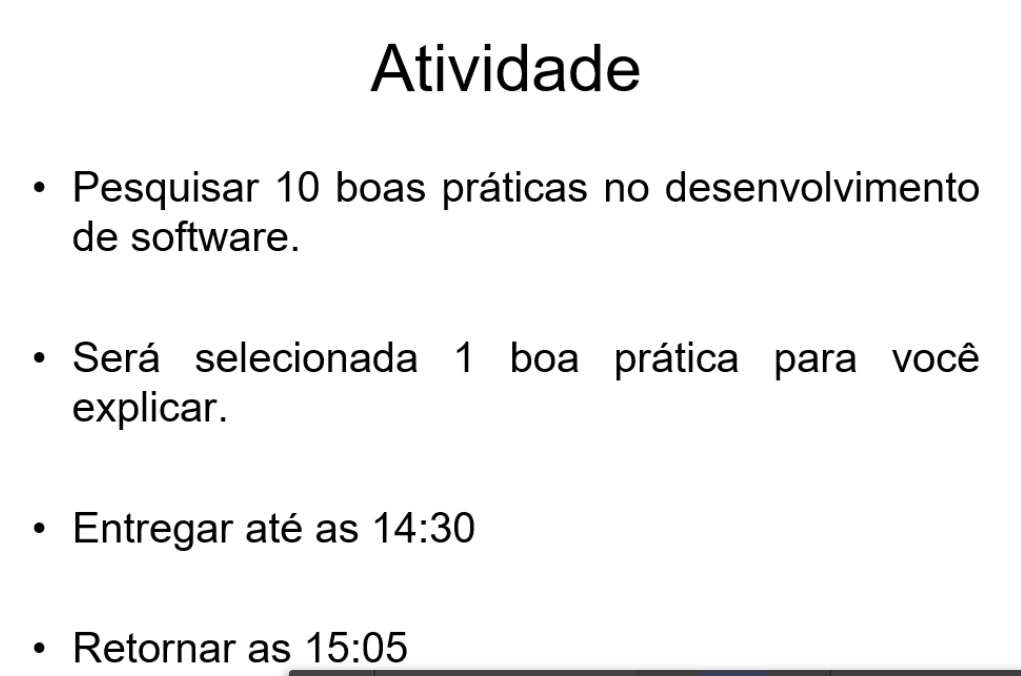 Atividade
• Pesquisar 10 boas práticas no desenvolvimento
de software.
• Será selecionada 1 boa prática para você
explicar.
• Entregar até as 14:30
• Retornar as 15:05